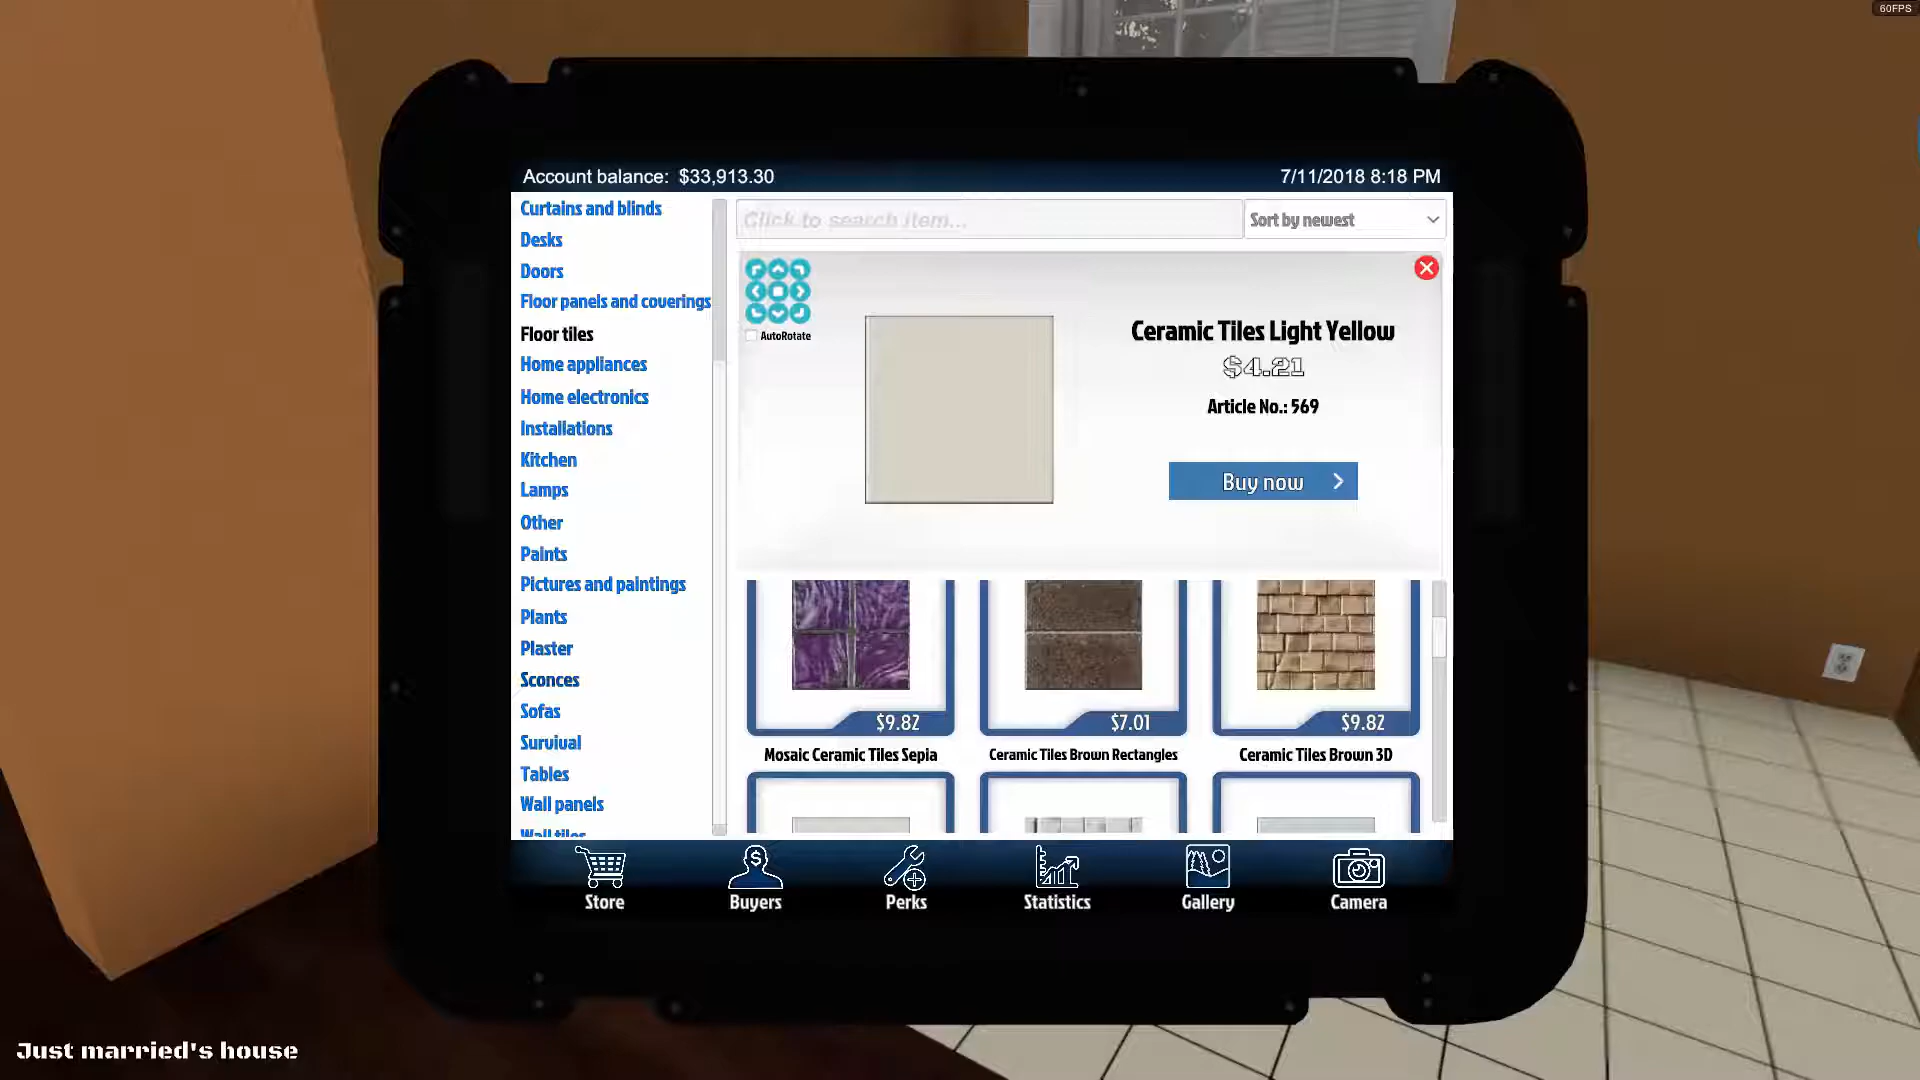 60FPS
Account balance: $33,913.30
7/11/2018 8:18 PM
Curtains and blinds
Desks
Doors
Floor panels and coverings
Floor tiles
Home appliances
Home electronics
Installations
Kitchen
Lamps
Other
Paints
Pictures and paintings
Plants
Plaster
Sconces
Sofas
Survival
Tables
Wall panels
Wall tiles
Click to search item...
Sort by newest
AutoRotate
Ceramic Tiles Light Yellow
$4.21
Article No.: 569
Buy now
$9.82
$7.01
$9.82
Mosaic Ceramic Tiles Sepia
Ceramic Tiles Brown Rectangles
Ceramic Tiles Brown 3D
Store
Buyers
Perks
Statistics
Gallery
Camera
Just married's house